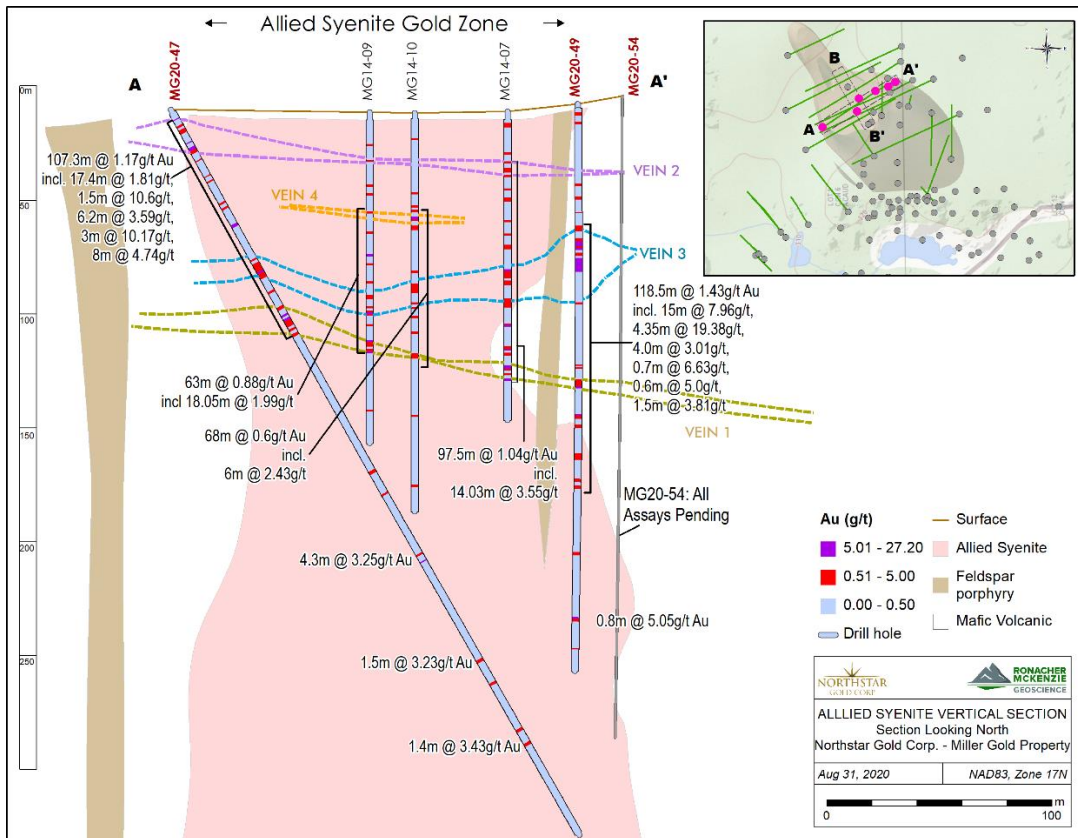 Allied Syenite Gold Zone
A
MG20-47
MG14-09
MG14-10
MG14-07
MG20-49
MG20-54
A'
0m
50
100
150
200
250
107.3m @ 1.17g/t Au
incl. 17.4m @ 1.81g/t,
1.5m @ 10.6g/t,
6.2m @ 3.59g/t,
3m @ 10.17g/t,
8m @ 4.74g/t
VEIN 2
VEIN 4
VEIN 3
VEIN 1
118.5m @ 1.43g/t Au
incl. 15m @ 7.96g/t,
4.35m @ 19.38g/t,
4.0m @ 3.01g/t,
0.7m @ 6.63g/t,
0.6m @ 5.0g/t,
1.5m @ 3.81g/t
63m @ 0.88g/t Au
incl 18.05m @ 1.99g/t
68m @ 0.6g/t Au
incl.
6m @ 2.43g/t
97.5m @ 1.04g/t Au
incl.
14.03m @ 3.55g/t
MG20-54: All
Assays Pending
4.3m @ 3.25g/t Au
0.8m @ 5.05g/t Au
1.5m @ 3.23g/t Au
1.4m @ 3.43g/t Au
B
A'
A
B'
Au (g/t)
5.01 - 27.20
0.51 - 5.00
0.00 - 0.50
Drill hole
Surface
Allied Syenite
Feldspar
porphyry
Mafic Volcanic
NORTHSTAR
GOLD CORP
RONACHER
MCKENZIE
GEOSCIENCE
ALLLIED SYENITE VERTICAL SECTION
Section Looking North
Northstar Gold Corp. - Miller Gold Property
Aug 31, 2020
NAD83, Zone 17N
m
0
100